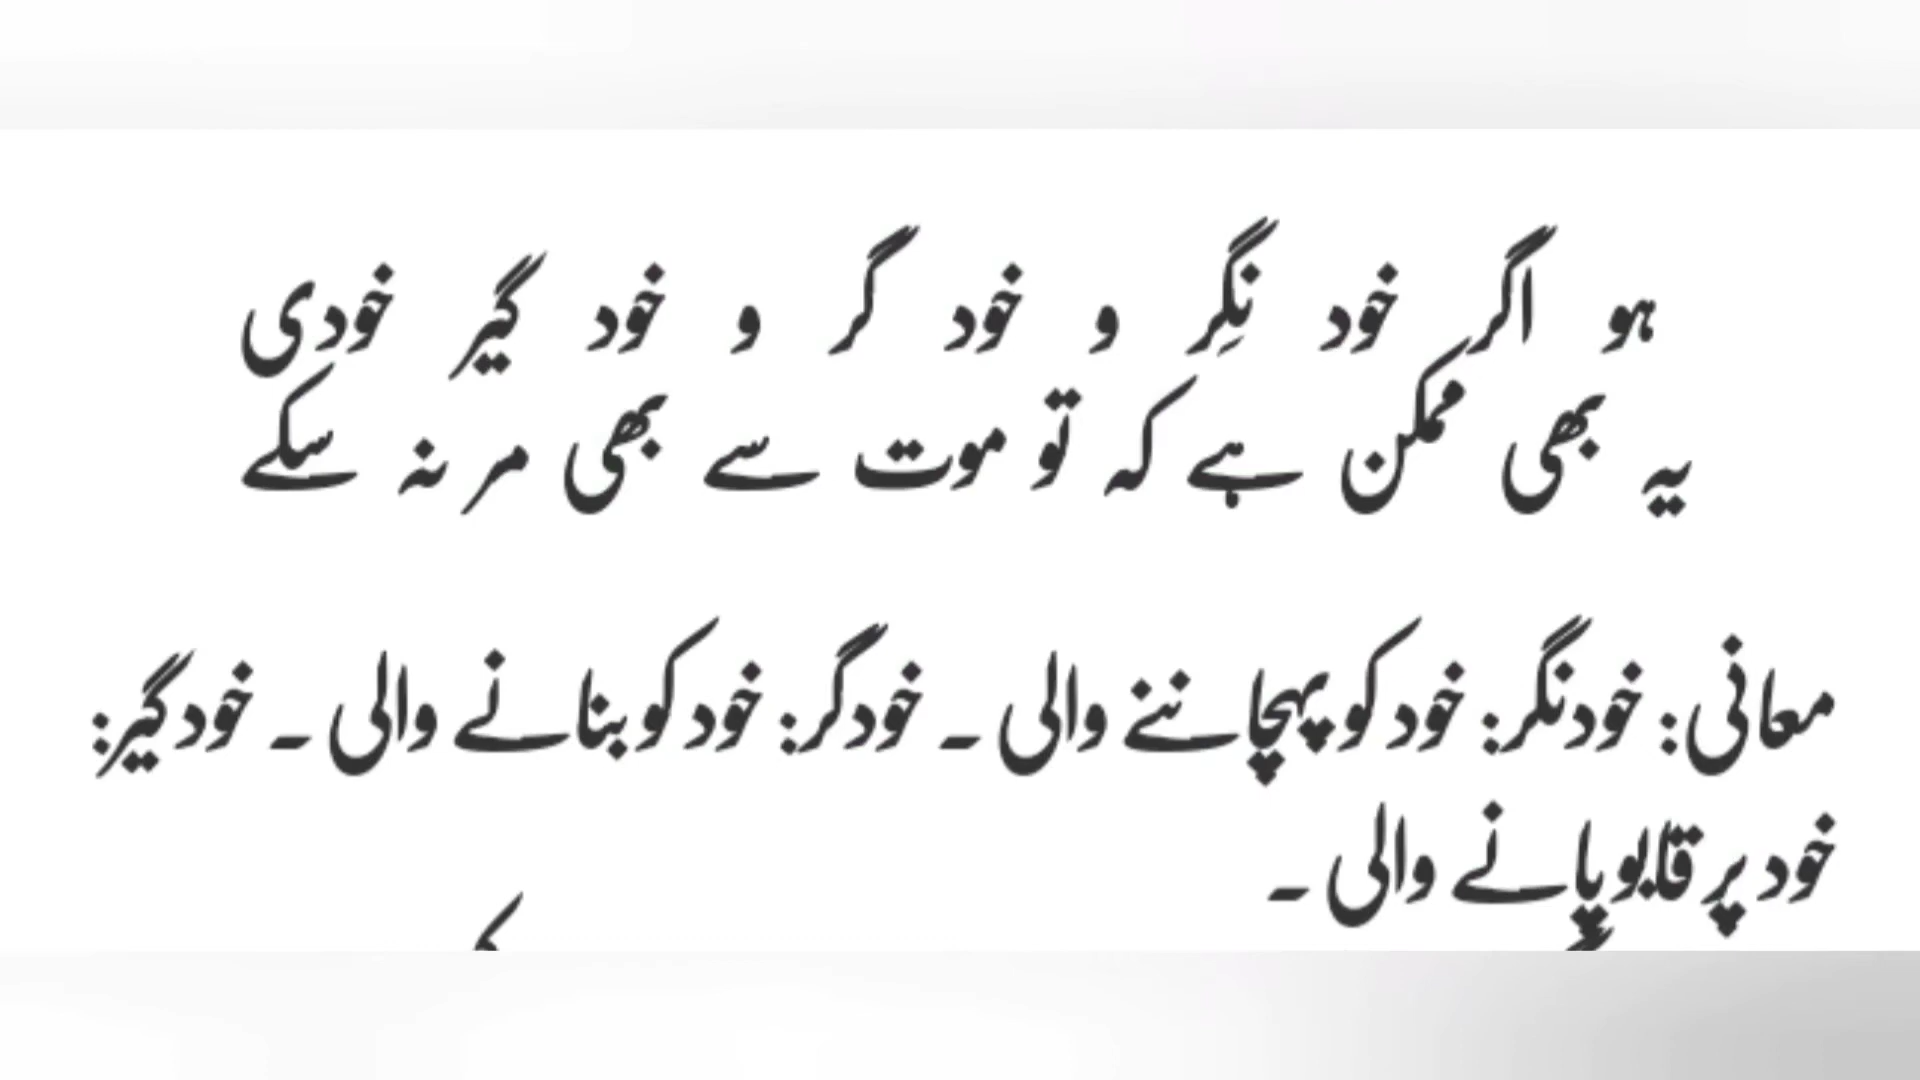 ہو اگر خود نِگر و خود گر و خود گیر خودی
یہ بھی ممکن ہے کہ تو موت سے بھی مر نہ سکے
معانی: خودنگر: خود کو پہچاننے والی ۔ خودگر: خود کو بنانے والی ۔ خودگیر:
خود پر قابو پانے والی ۔